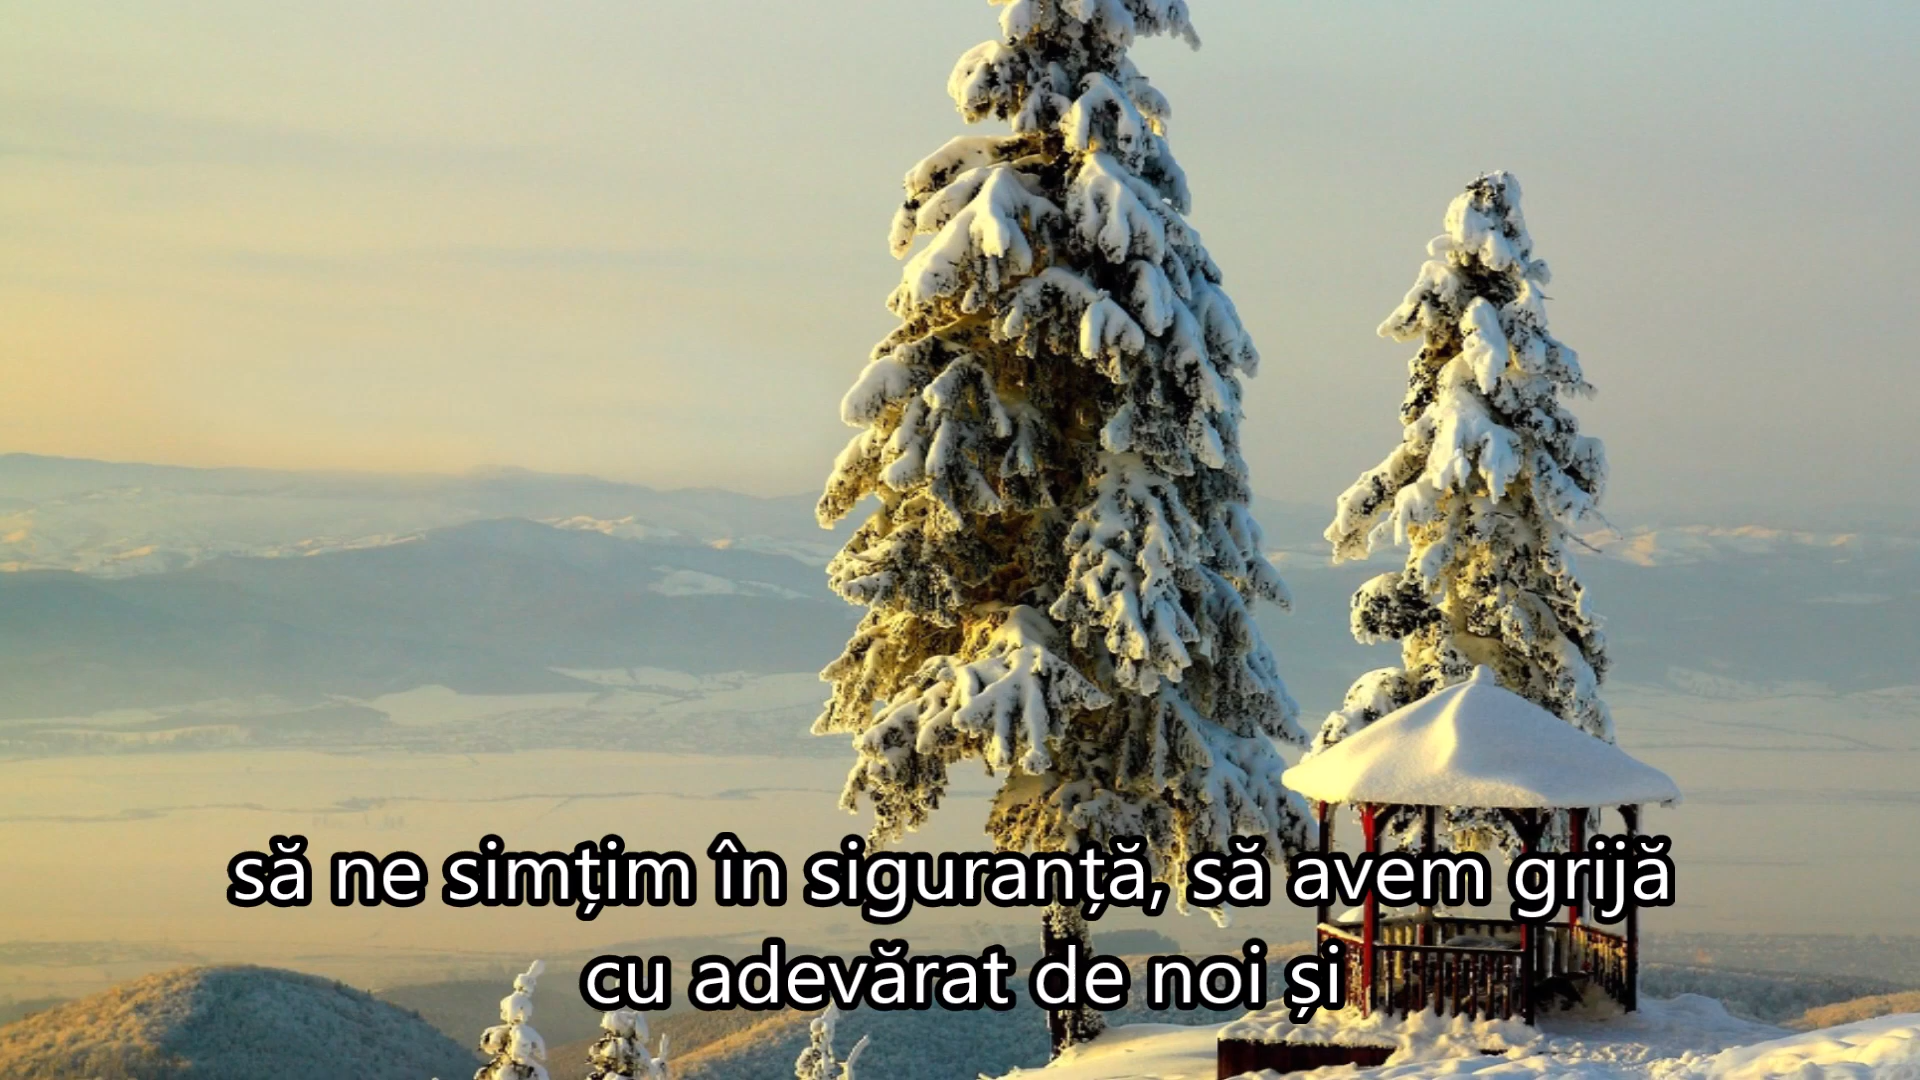 să ne simțim în siguranță, să avem grijă
cu adevărat de noi și